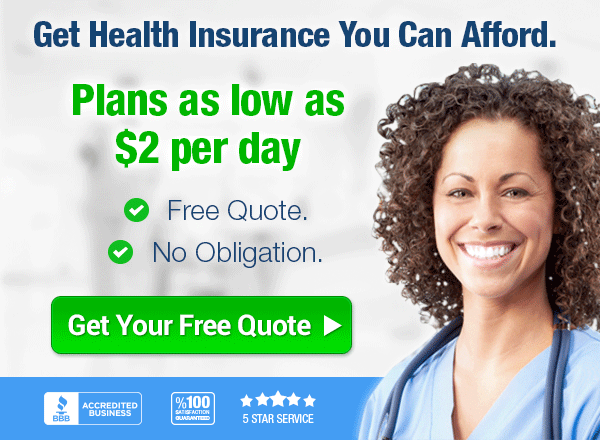 Get Health Insurance You Can Afford.
Plans as low as
$2 per day
Free Quote.
No Obligation.
Get Your Free Quote
BBB
ACCREDITED
BUSINESS
%100
SATISFACTION
GUARANTEED
5 STAR SERVICE